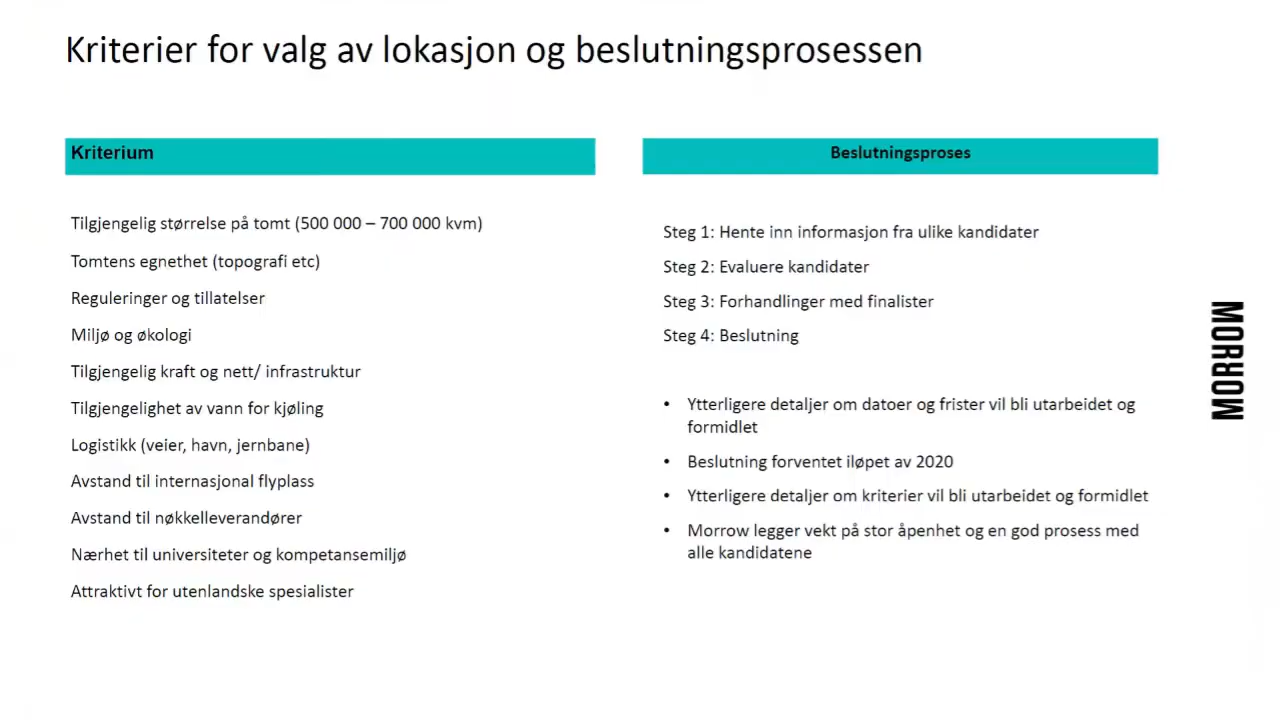 Kriterier for valg av lokasjon og beslutningsprosessen
Kriterium
Tilgjengelig størrelse på tomt (500 000 – 700 000 kvm)
Tomtens egnethet (topografi etc)
Reguleringer og tillatelser
Miljø og økologi
Tilgjengelig kraft og nett/ infrastruktur
Tilgjengelighet av vann for kjøling
Logistikk (veier, havn, jernbane)
Avstand til internasjonal flyplass
Avstand til nøkkelleverandører
Nærhet til universiteter og kompetansemiljø
Attraktivt for utenlandske spesialister
Beslutningsproses
Steg 1: Hente inn informasjon fra ulike kandidater
Steg 2: Evaluere kandidater
Steg 3: Forhandlinger med finalister
Steg 4: Beslutning
• Ytterligere detaljer om datoer og frister vil bli utarbeidet og
formidlet
• Beslutning forventet iløpet av 2020
• Ytterligere detaljer om kriterier vil bli utarbeidet og formidlet
• Morrow legger vekt på stor åpenhet og en god prosess med
alle kandidatene
MORROW